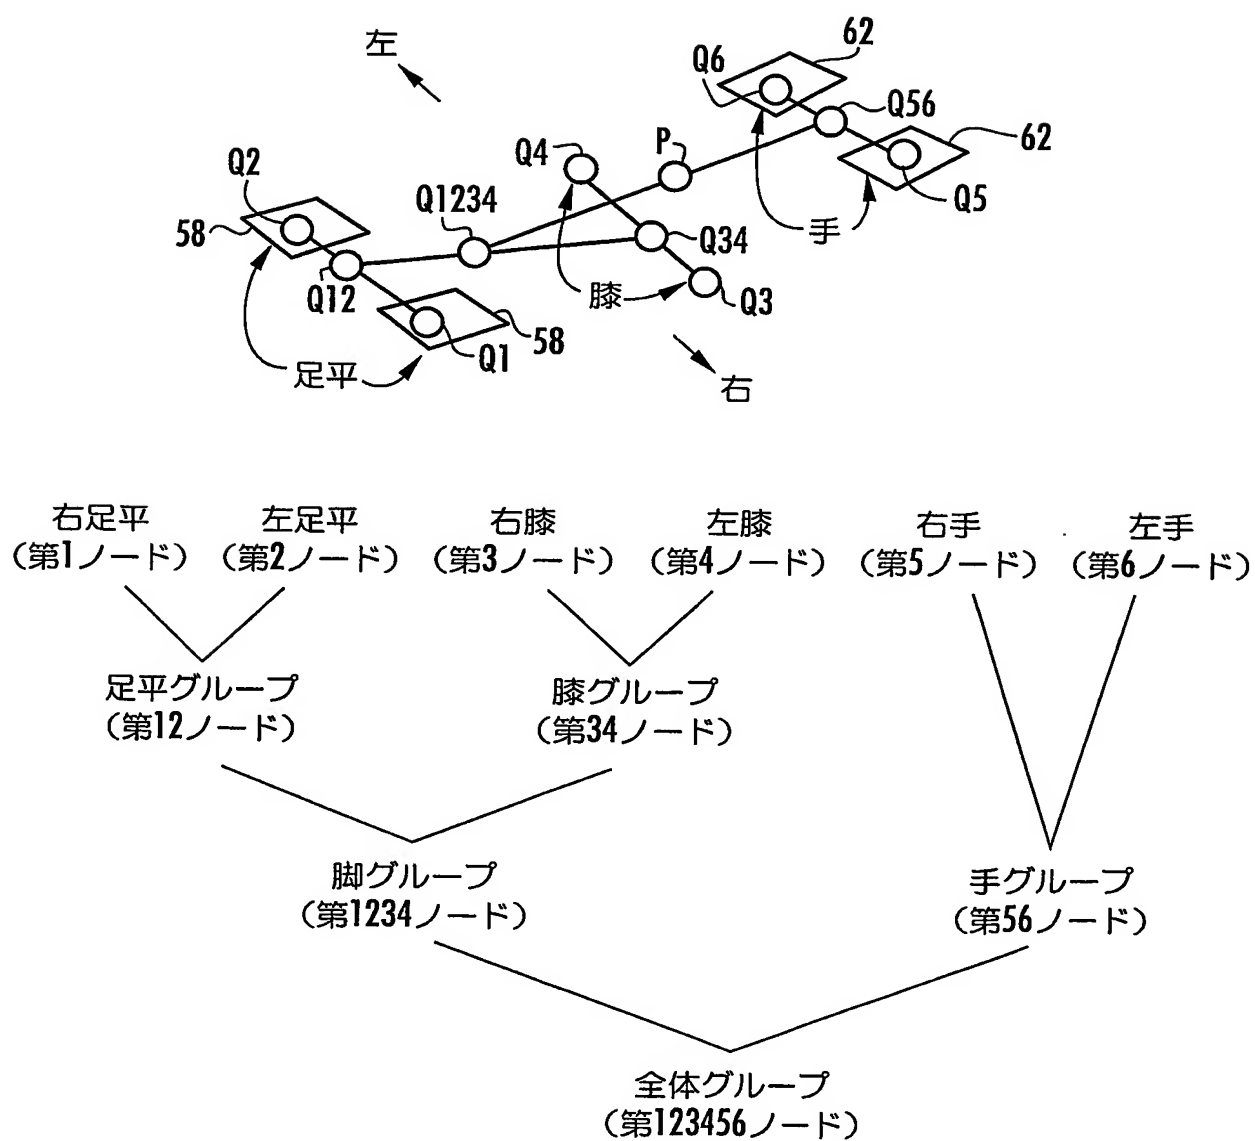 左
62
Q6
Q56
62
P
Q4
Q2
Q1234
Q5
58
手
Q34
Q12
膝
Q3
58
Q1
足平
右
右足平
(第1ノード)
左足平
(第2ノード)
右膝
(第3ノード)
左膝
(第4ノード)
右手
(第5ノード)
左手
(第6ノード)
足平グループ
(第12ノード)
膝グループ
(第34ノード)
脚グループ
(第1234ノード)
手グループ
(第56ノード)
全体グループ
(第123456ノード)